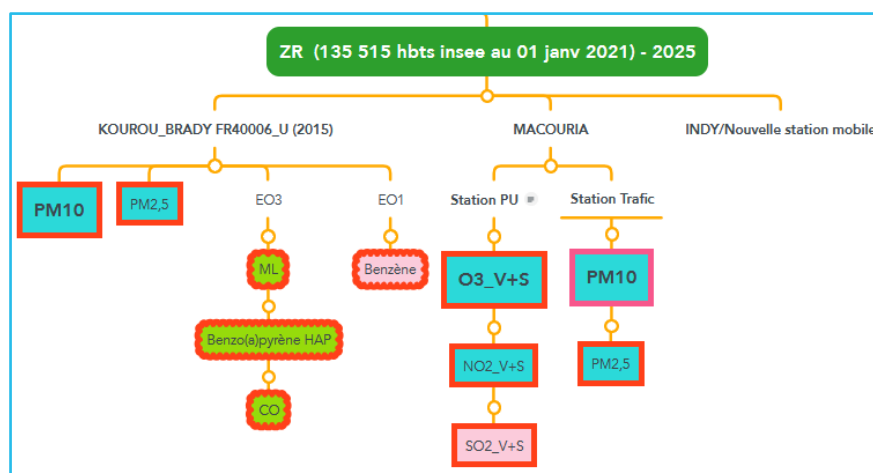 ZR (135 515 hbts insee au 01 janv 2021) - 2025
KOUROU_BRADY FR40006_U (2015)
MACOURIA
INDY/Nouvelle station mobile
PM10
PM2,5
EO3
EO1
Station PU
Station Trafic
ML
Benzène
O3_V+S
PM10
Benzo(a)pyrène HAP
NO2_V+S
PM2,5
CO
SO2_V+S